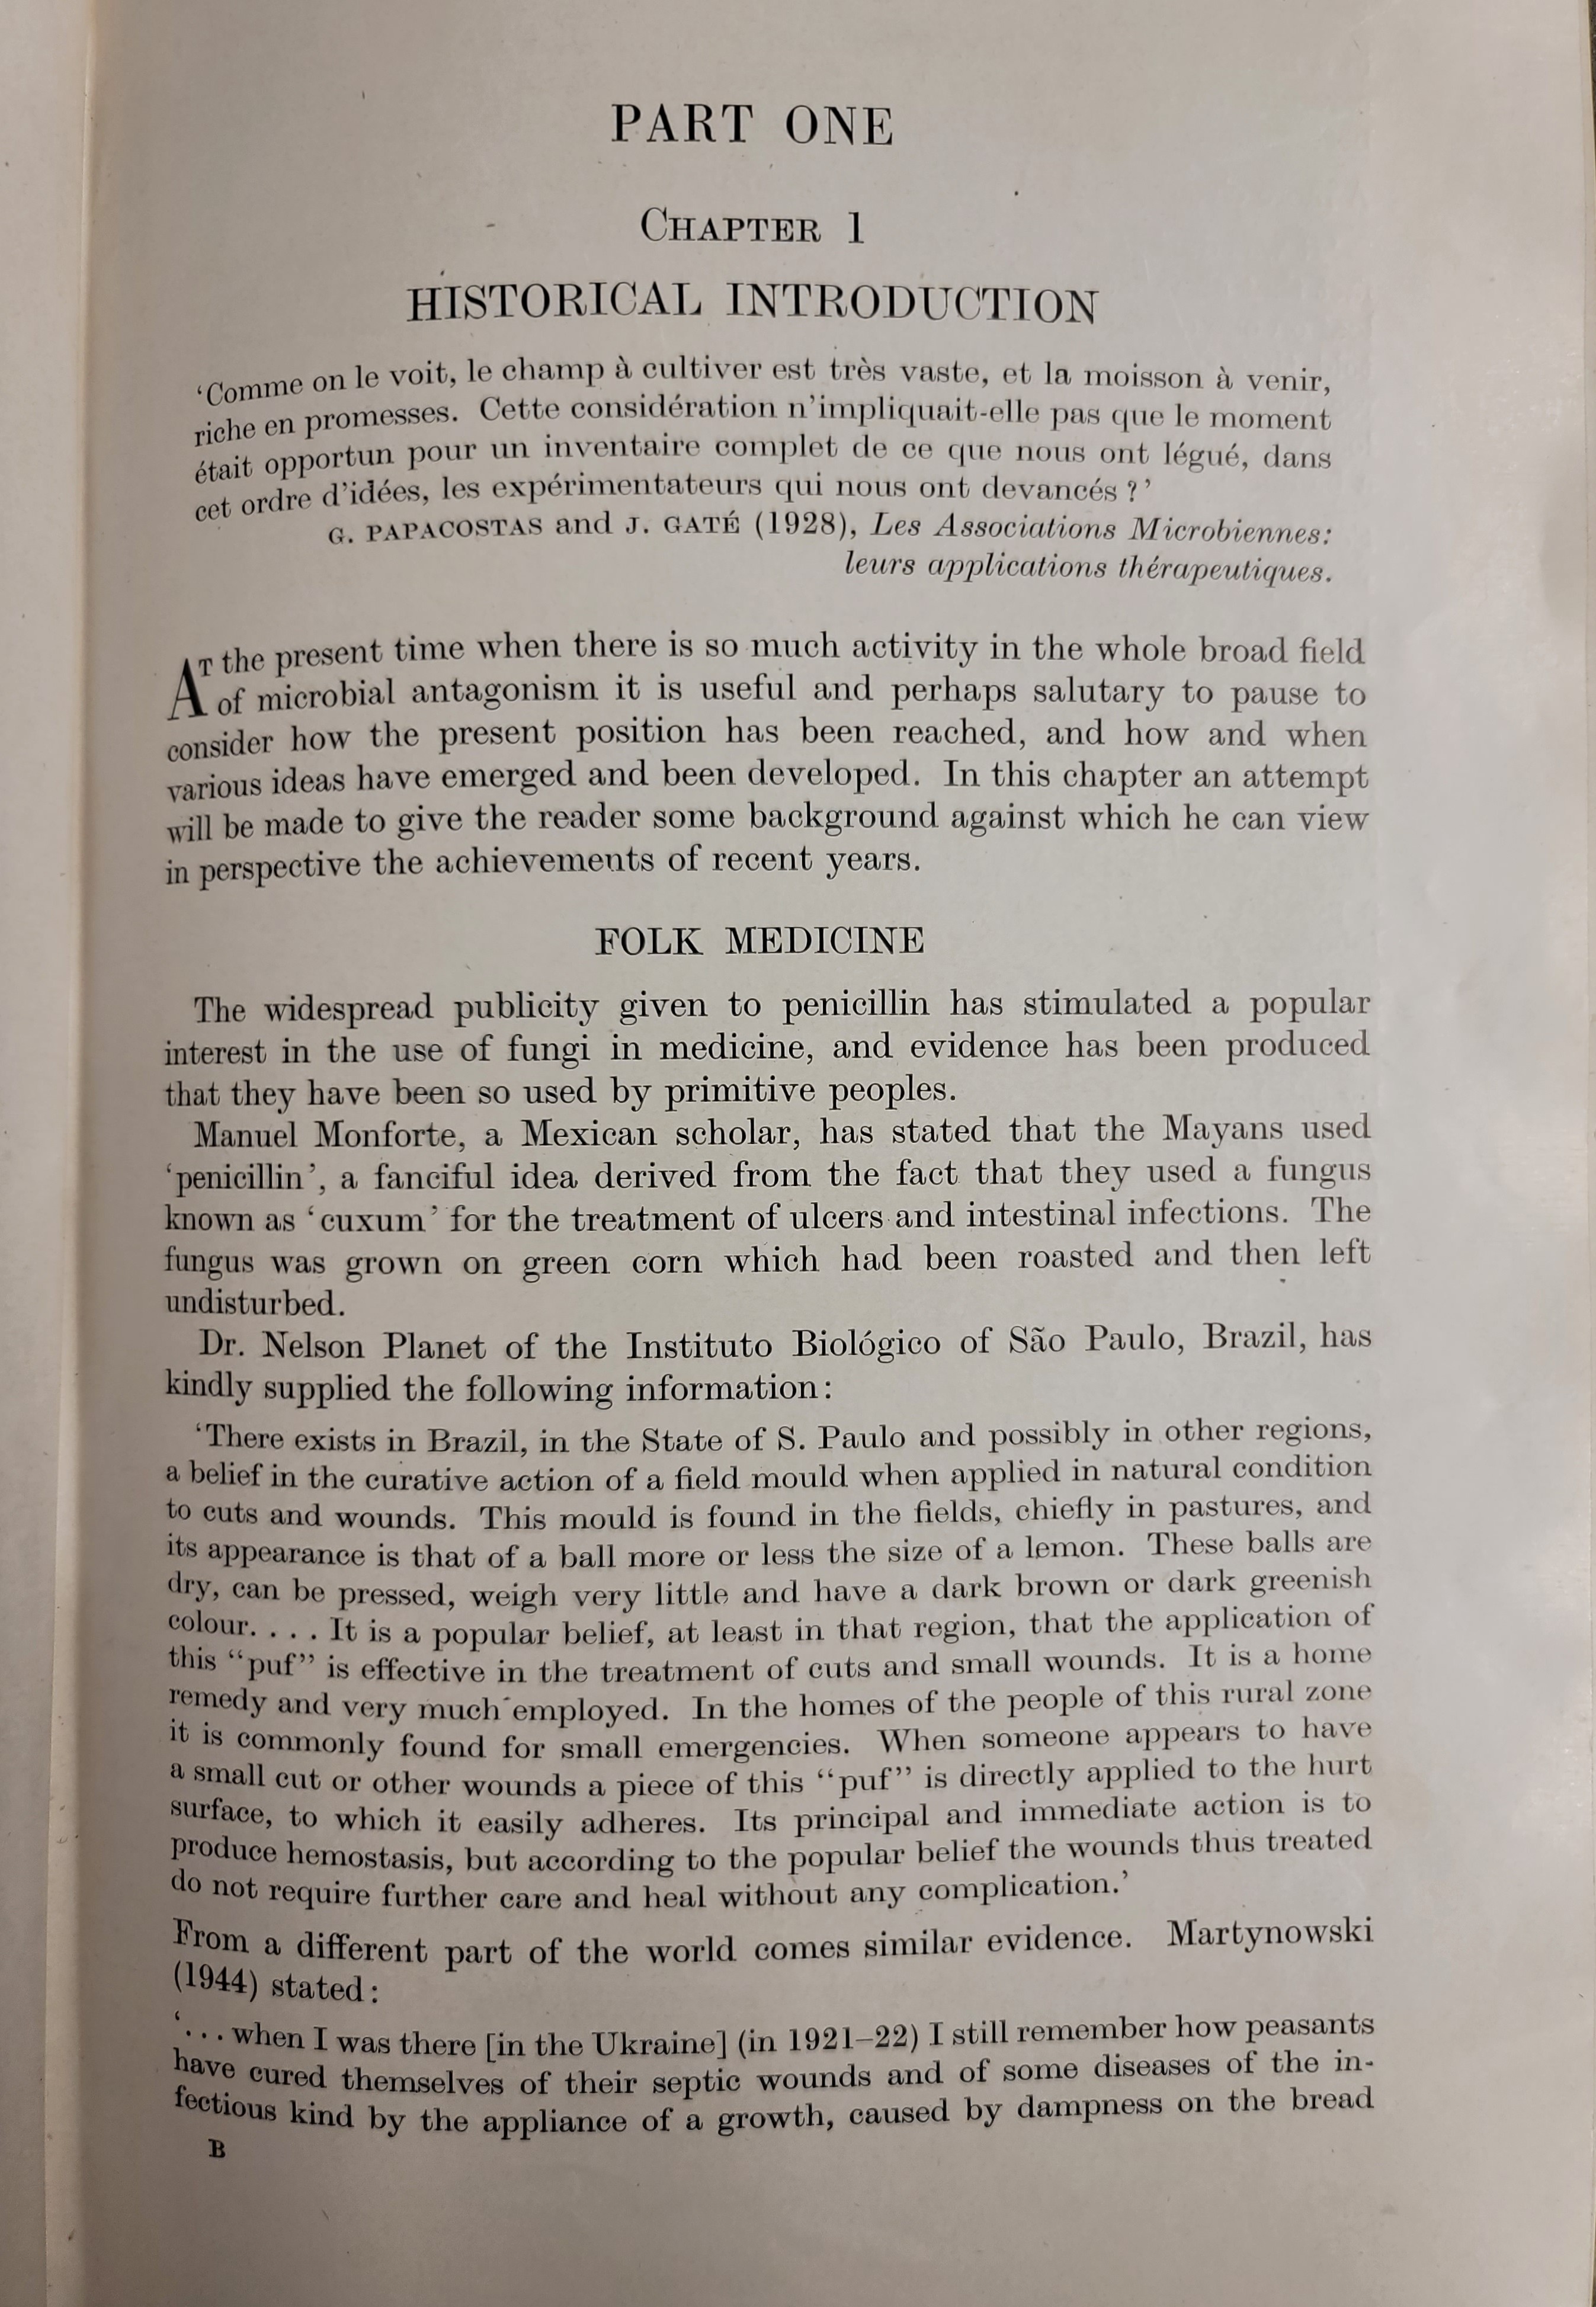 PART ONE
CHAPTER 1
HISTORICAL INTRODUCTION
‘Comme on le voit, le champ à cultiver est très vaste, et la moisson à venir,
riche en promesses. Cette considération n’impliquait-elle pas que le moment
était opportun pour un inventaire complet de ce que nous ont légué, dans
cet ordre d’idées, les expérimentateurs qui nous ont devancés ?’
G. PAPACOSTAS and J. GATÉ (1928), Les Associations Microbiennes:
leurs applications thérapeutiques.
AT the present time when there is so much activity in the whole broad field
of microbial antagonism it is useful and perhaps salutary to pause to
consider how the present position has been reached, and how and when
various ideas have emerged and been developed. In this chapter an attempt
will be made to give the reader some background against which he can view
in perspective the achievements of recent years.
FOLK MEDICINE
The widespread publicity given to penicillin has stimulated a popular
interest in the use of fungi in medicine, and evidence has been produced
that they have been so used by primitive peoples.
Manuel Monforte, a Mexican scholar, has stated that the Mayans used
‘penicillin’, a fanciful idea derived from the fact that they used a fungus
known as ‘cuxum’ for the treatment of ulcers and intestinal infections. The
fungus was grown on green corn which had been roasted and then left
undisturbed.
Dr. Nelson Planet of the Instituto Biológico of São Paulo, Brazil, has
kindly supplied the following information:
‘There exists in Brazil, in the State of S. Paulo and possibly in other regions,
a belief in the curative action of a field mould when applied in natural condition
to cuts and wounds. This mould is found in the fields, chiefly in pastures, and
its appearance is that of a ball more or less the size of a lemon. These balls are
dry, can be pressed, weigh very little and have a dark brown or dark greenish
colour. . . . It is a popular belief, at least in that region, that the application of
this “puf” is effective in the treatment of cuts and small wounds. It is a home
remedy and very much employed. In the homes of the people of this rural zone
it is commonly found for small emergencies. When someone appears to have
a small cut or other wounds a piece of this “puf” is directly applied to the hurt
surface, to which it easily adheres. Its principal and immediate action is to
produce hemostasis, but according to the popular belief the wounds thus treated
do not require further care and heal without any complication.’
From a different part of the world comes similar evidence. Martynowski
(1944) stated:
‘. . . when I was there [in the Ukraine] (in 1921–22) I still remember how peasants
have cured themselves of their septic wounds and of some diseases of the in-
fectious kind by the appliance of a growth, caused by dampness on the bread
B